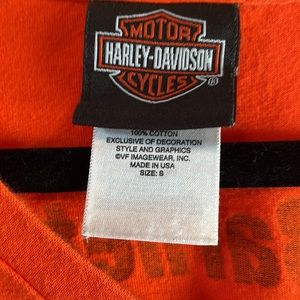 MOTOR
HARLEY-DAVIDSON
CYCLES
®
100% COTTON
EXCLUSIVE OF DECORATION
STYLE AND GRAPHICS
©VF IMAGEWEAR, INC.
MADE IN USA
SIZE: S